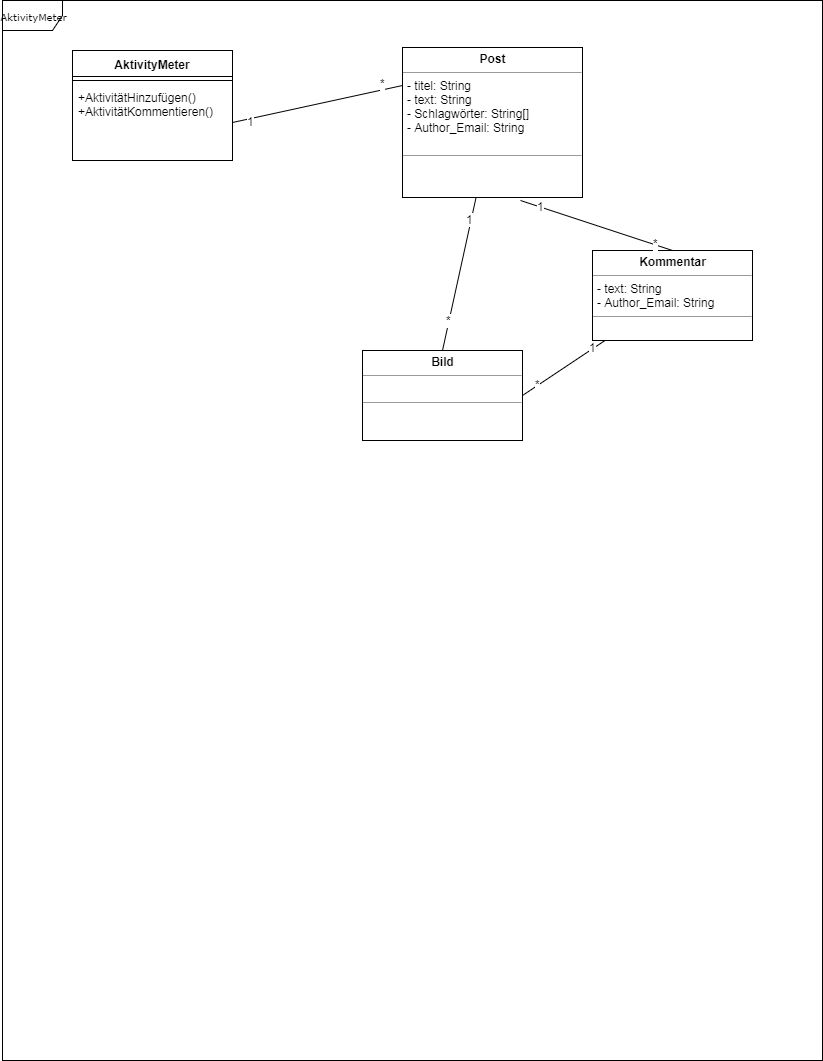 AktivityMeter
AktivityMeter
+AktivitätHinzufügen()
+AktivitätKommentieren()
1
*
Post
- titel: String
- text: String
- Schlagwörter: String[]
- Author_Email: String
1
*
1
*
Kommentar
- text: String
- Author_Email: String
1
*
Bild